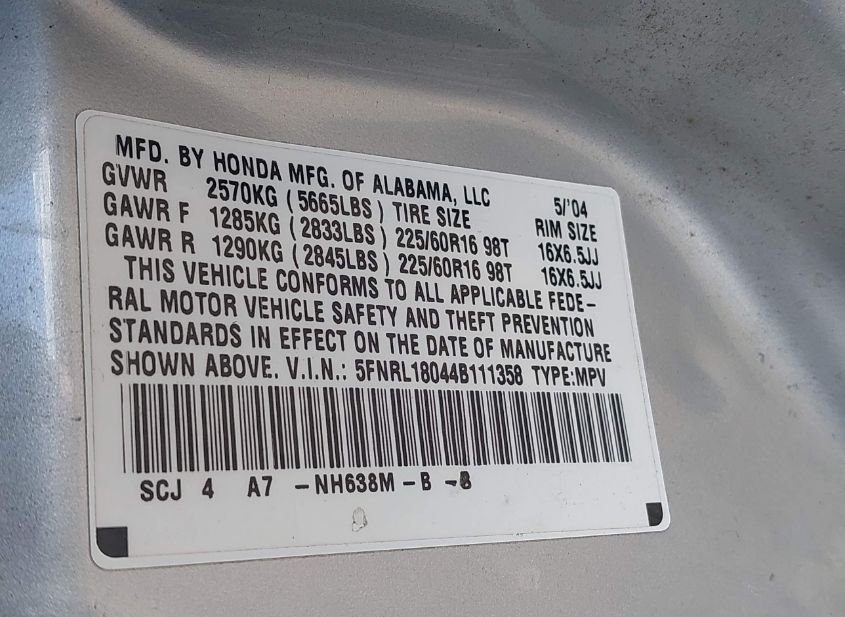 MFD. BY HONDA MFG. OF ALABAMA, LLC 5/'04
GVWR 2570KG ( 5665LBS ) TIRE SIZE RIM SIZE
GAWR F 1285KG ( 2833LBS ) 225/60R16 98T 16X6.5JJ
GAWR R 1290KG ( 2845LBS ) 225/60R16 98T 16X6.5JJ
THIS VEHICLE CONFORMS TO ALL APPLICABLE FEDE-
RAL MOTOR VEHICLE SAFETY AND THEFT PREVENTION
STANDARDS IN EFFECT ON THE DATE OF MANUFACTURE
SHOWN ABOVE. V.I.N.: 5FNRL18044B111358 TYPE:MPV
SCJ 4 A7 -NH638M -B -8